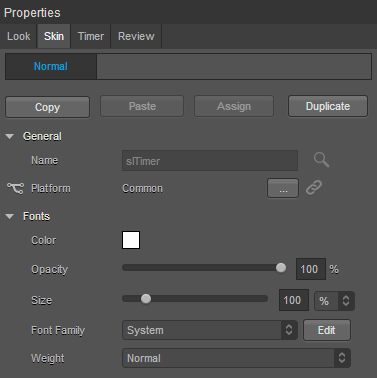 Properties
Look Skin Timer Review
Normal
Copy Paste Assign Duplicate
General
Name slTimer
Platform Common ...
Fonts
Color
Opacity 100 %
Size 100 %
Font Family System Edit
Weight Normal